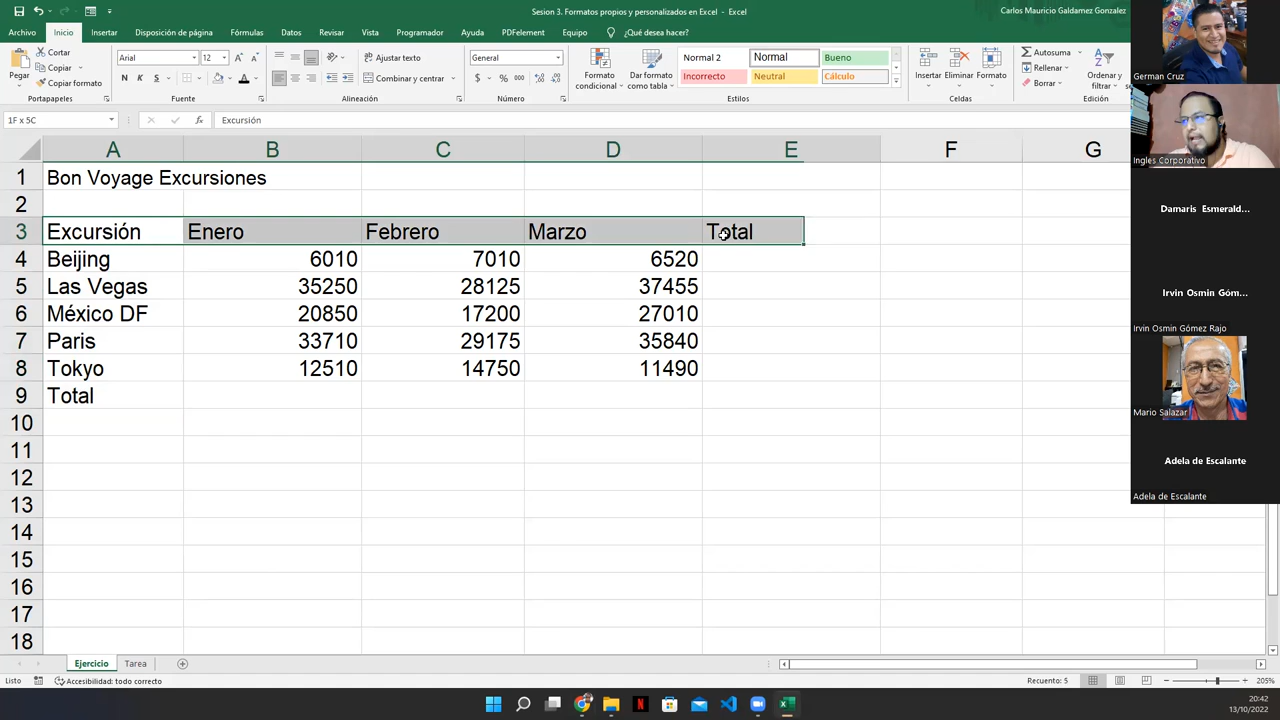 Sesion 3. Formatos propios y personalizados en Excel - Excel
Carlos Mauricio Galdamez Gonzalez
Archivo Inicio Insertar Disposición de página Fórmulas Datos Revisar Vista Programador Ayuda PDFelement Equipo ¿Qué desea hacer?
Pegar
Cortar
Copiar
Copiar formato
Portapapeles
Arial 12
N K S
Fuente
Ajustar texto
Combinar y centrar
Alineación
General
$ % 000
Número
Formato condicional
Dar formato como tabla
Normal 2 Normal Bueno
Incorrecto Neutral Cálculo
Estilos
Insertar Eliminar Formato
Celdas
Autosuma
Rellenar
Borrar
Ordenar y filtrar
Edición
1F x 5C
fx
Excursión
A B C D E F G
1 Bon Voyage Excursiones
2
3 Excursión Enero Febrero Marzo Total
4 Beijing 6010 7010 6520
5 Las Vegas 35250 28125 37455
6 México DF 20850 17200 27010
7 Paris 33710 29175 35840
8 Tokyo 12510 14750 11490
9 Total
10
11
12
13
14
15
16
17
18
German Cruz
Ingles Corporativo
Damaris Esmerald...
Irvin Osmin Góm...
Irvin Osmin Gómez Rajo
Mario Salazar
Adela de Escalante
Adela de Escalante
Ejercicio Tarea
Listo
Accesibilidad: todo correcto
Recuento: 5
205%
20:42
13/10/2022